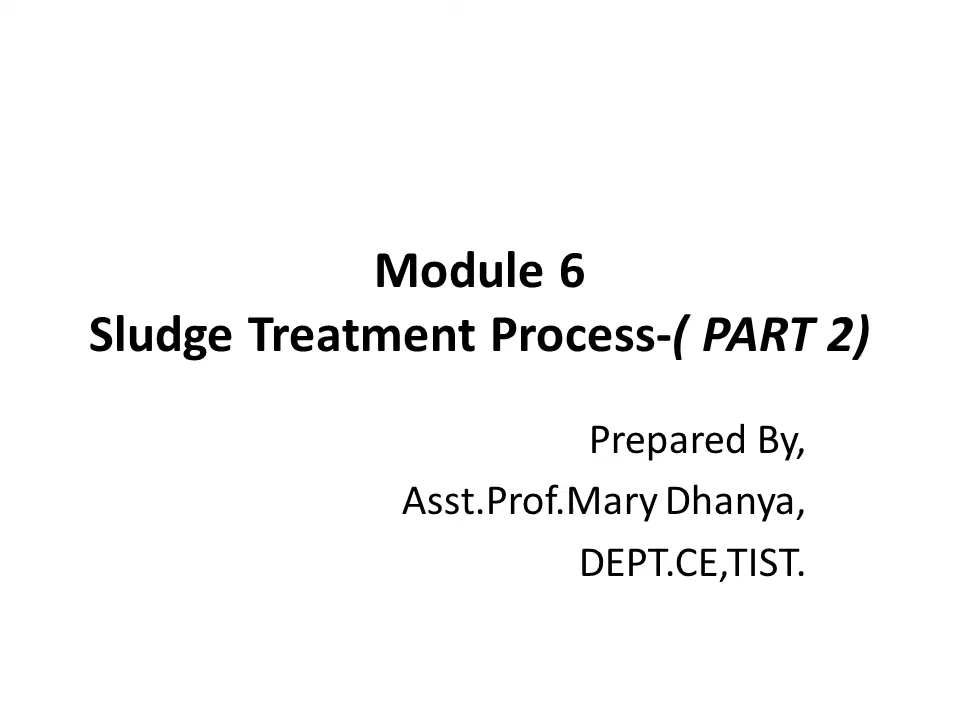 Module 6
Sludge Treatment Process-( PART 2)
Prepared By,
Asst.Prof.Mary Dhanya,
DEPT.CE,TIST.